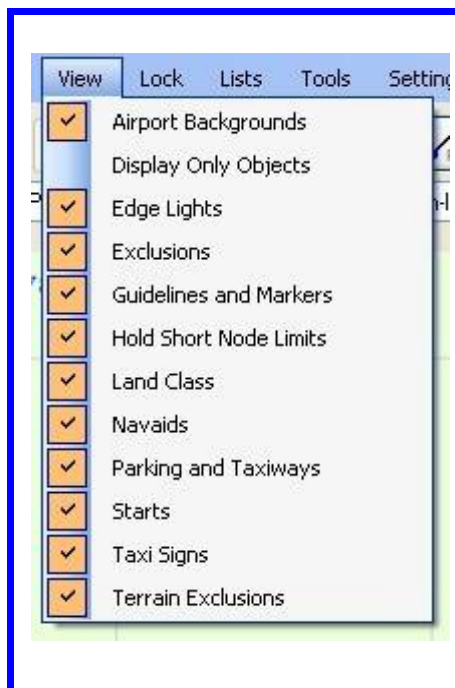 View Lock Lists Tools
Airport Backgrounds
Display Only Objects
Edge Lights
Exclusions
Guidelines and Markers
Hold Short Node Limits
Land Class
Navaids
Parking and Taxiways
Starts
Taxi Signs
Terrain Exclusions